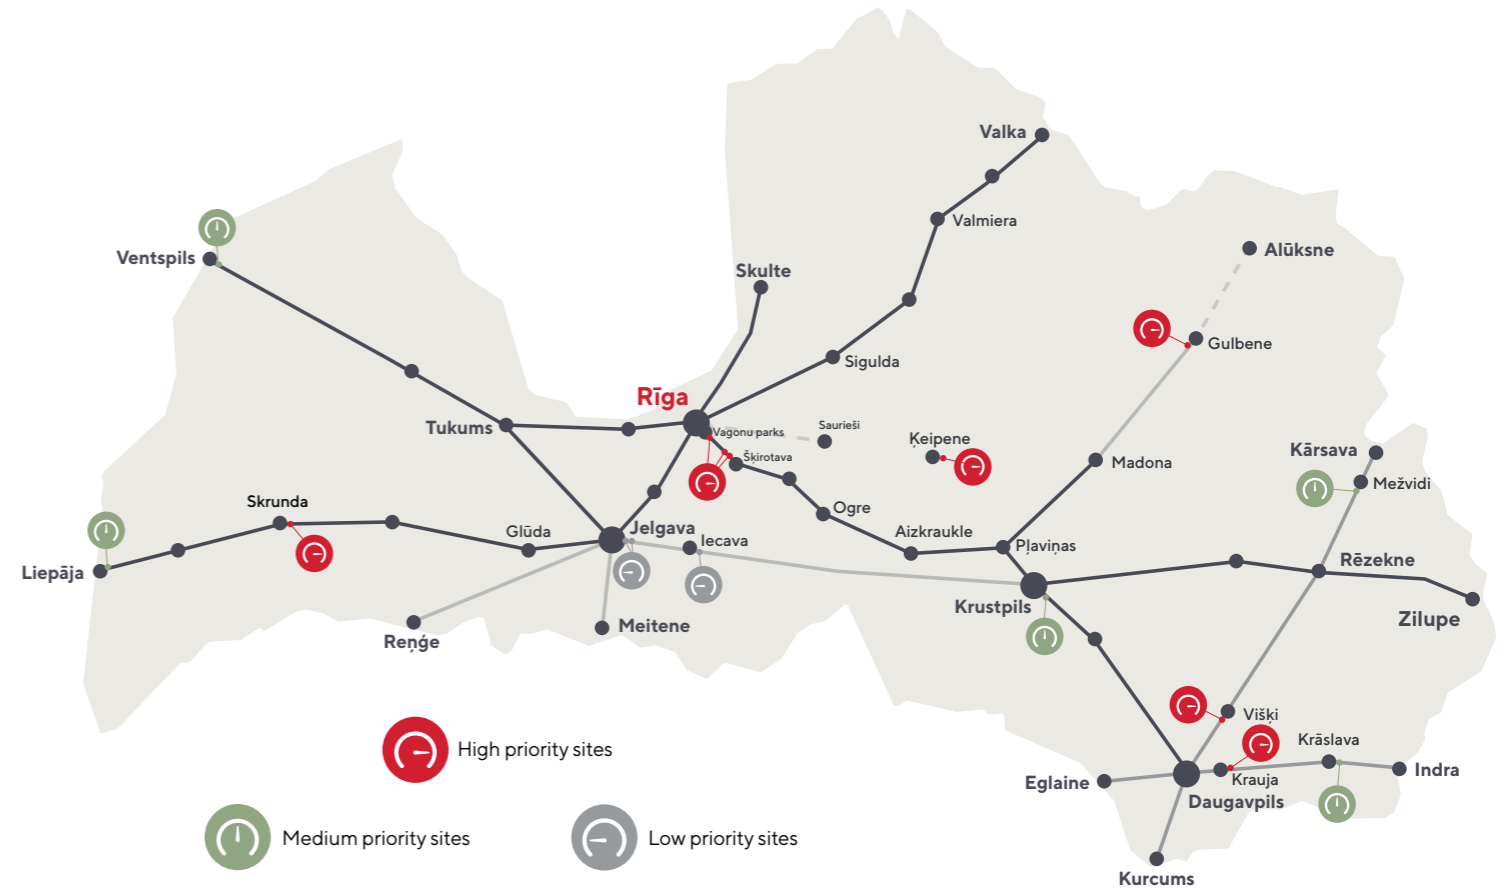 Valka
Valmiera
Alūksne
Ventspils
Skulte
Gulbene
Sigulda
Rīga
Tukums
Vagonu parks
Saurieši
Ķeipene
Kārsava
Šķirotava
Madona
Mežvidi
Skrunda
Ogre
Glūda
Jelgava
Iecava
Aizkraukle
Pļaviņas
Rēzekne
Liepāja
Krustpils
Zilupe
Meitene
Reņģe
Višķi
High priority sites
Krāslava
Indra
Eglaine
Krauja
Daugavpils
Medium priority sites
Low priority sites
Kurcums